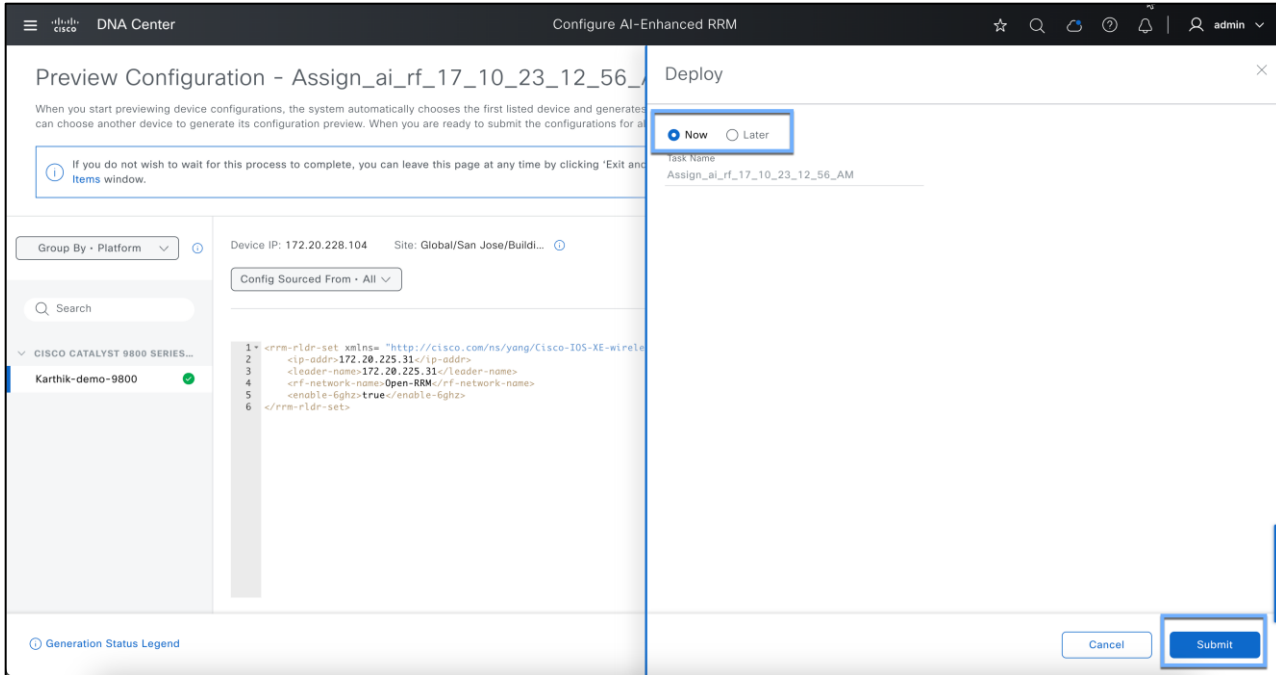 cisco DNA Center
Configure AI-Enhanced RRM
admin
Preview Configuration - Assign_ai_rf_17_10_23_12_56_
When you start previewing device configurations, the system automatically chooses the first listed device and generates
can choose another device to generate its configuration preview. When you are ready to submit the configurations for al
If you do not wish to wait for this process to complete, you can leave this page at any time by clicking 'Exit and
Items window.
Group By · Platform
Search
CISCO CATALYST 9800 SERIES...
Karthik-demo-9800
Device IP: 172.20.228.104 Site: Global/San Jose/Buildi...
Config Sourced From · All
1 <rrm-rldr-set xmlns= "http://cisco.com/ns/yang/Cisco-IOS-XE-wirele
2 <ip-addr>172.20.225.31</ip-addr>
3 <leader-name>172.20.225.31</leader-name>
4 <rf-network-name>Open-RRM</rf-network-name>
5 <enable-6ghz>true</enable-6ghz>
6 </rrm-rldr-set>
Generation Status Legend
Deploy
Now Later
Task Name
Assign_ai_rf_17_10_23_12_56_AM
Cancel Submit